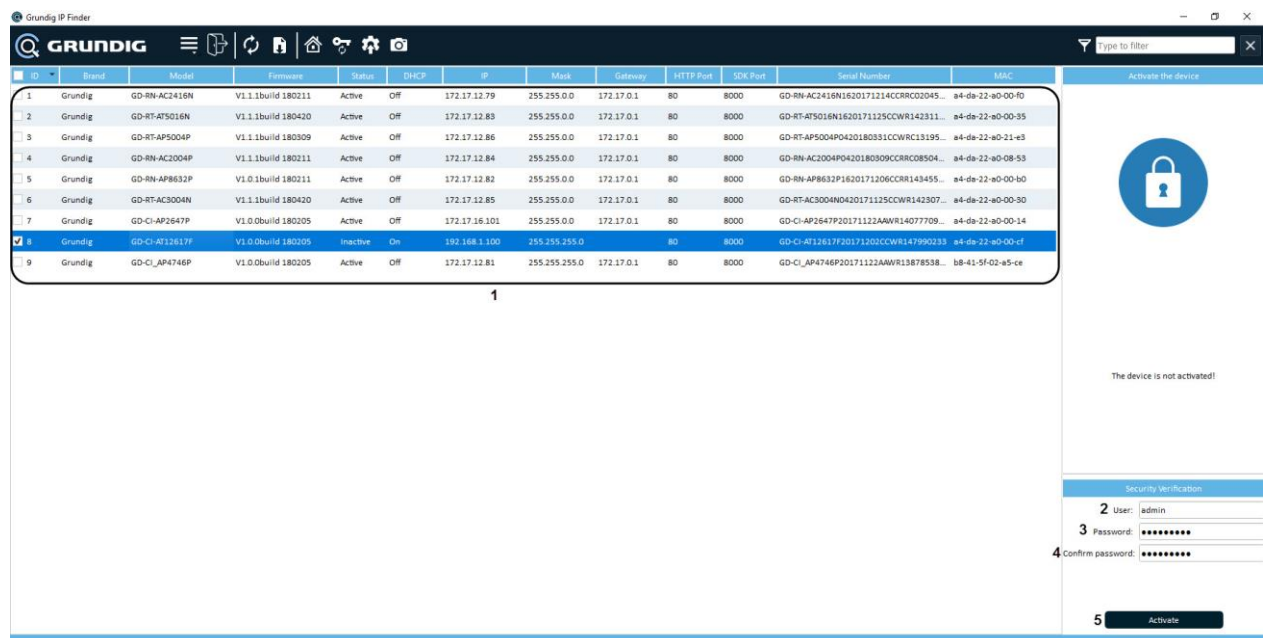 Grundig IP Finder
GRUNDIG
Type to filter
ID Brand Model Firmware Status DHCP IP Mask Gateway HTTP Port SDK Port Serial Number MAC
Activate the device
1 Grundig GD-RN-AC2416N V1.1.1build 180211 Active Off 172.17.12.79 255.255.0.0 172.17.0.1 80 8000 GD-RN-AC2416N1620171214CCRRC02045... a4-da-22-a0-00-f0
2 Grundig GD-RT-AT5016N V1.1.1build 180420 Active Off 172.17.12.83 255.255.0.0 172.17.0.1 80 8000 GD-RT-AT5016N1620171125CCWR142311... a4-da-22-a0-00-35
3 Grundig GD-RT-AP5004P V1.1.1build 180309 Active Off 172.17.12.86 255.255.0.0 172.17.0.1 80 8000 GD-RT-AP5004P0420180331CCWRC13195... a4-da-22-a0-21-e3
4 Grundig GD-RN-AC2004P V1.1.1build 180211 Active Off 172.17.12.84 255.255.0.0 172.17.0.1 80 8000 GD-RN-AC2004P0420180309CCRRC08504... a4-da-22-a0-08-53
5 Grundig GD-RN-AP8632P V1.0.1build 180211 Active Off 172.17.12.82 255.255.0.0 172.17.0.1 80 8000 GD-RN-AP8632P1620171206CCRR143455... a4-da-22-a0-00-b0
6 Grundig GD-RT-AC3004N V1.1.1build 180420 Active Off 172.17.12.85 255.255.0.0 172.17.0.1 80 8000 GD-RT-AC3004N0420171125CCWR142307... a4-da-22-a0-00-30
7 Grundig GD-CI-AP2647P V1.0.0build 180205 Active Off 172.17.16.101 255.255.0.0 172.17.0.1 80 8000 GD-CI-AP2647P20171122AAWR14077709... a4-da-22-a0-00-14
8 Grundig GD-CI-AT12617F V1.0.0build 180205 Inactive On 192.168.1.100 255.255.255.0 80 8000 GD-CI-AT12617F20171202CCWR147990233 a4-da-22-a0-00-cf
9 Grundig GD-CI_AP4746P V1.0.0build 180205 Active Off 172.17.12.81 255.255.255.0 172.17.0.1 80 8000 GD-CI_AP4746P20171122AAWR13878538... b8-41-5f-02-a5-ce
1
The device is not activated!
Security Verification
2 User: admin
3 Password: •••••••••
4 Confirm password: •••••••••
5 Activate